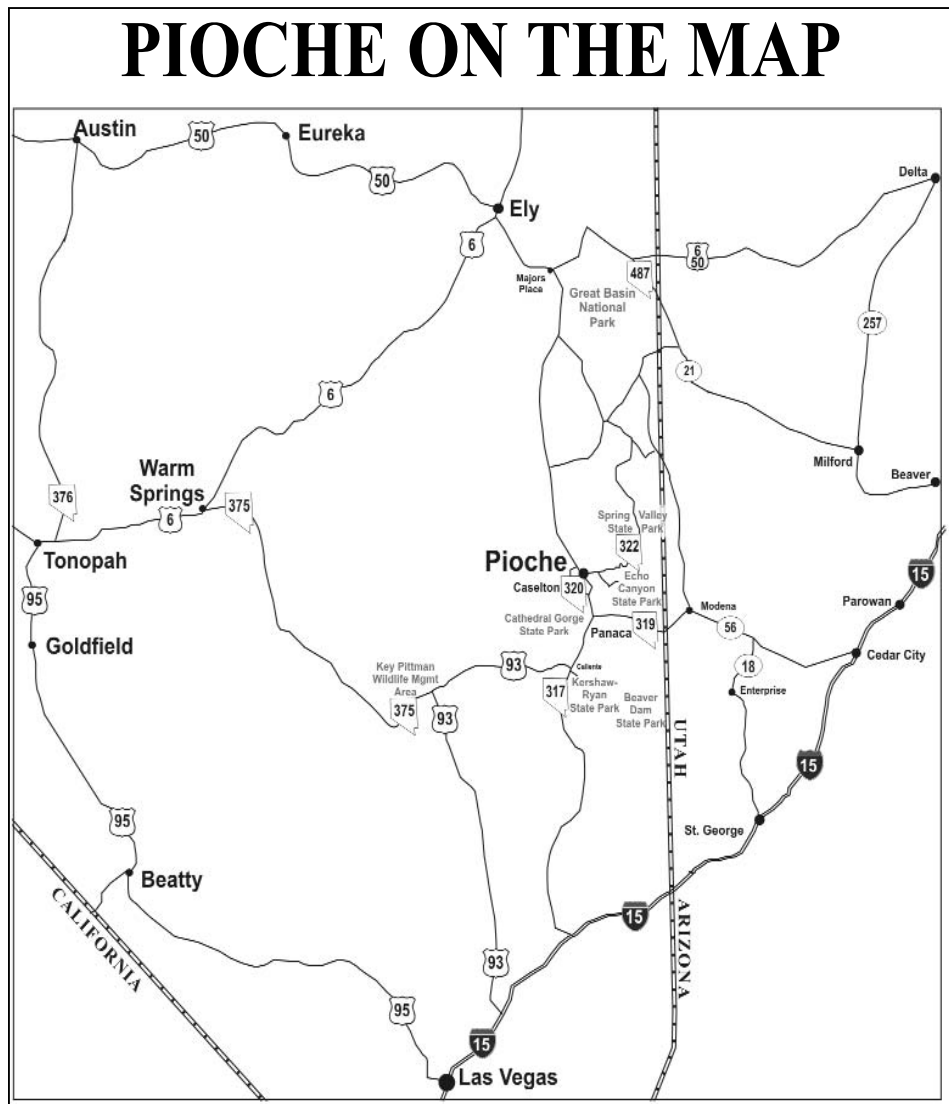 PIOCHE ON THE MAP
Austin
50
Eureka
50
Delta
Ely
6
6
50
Majors
Place
487
Great Basin
National
Park
257
21
6
Milford
Beaver
Warm
Springs
376
375
6
Spring Valley
State Park
322
Tonopah
Pioche
Caselton
320
Echo
Canyon
State Park
15
95
Modena
Parowan
Cathedral Gorge
State Park
Panaca
319
56
Goldfield
Cedar City
Key Pittman
Wildlife Mgmt
Area
93
Caliente
18
317
Kershaw-
Ryan
State Park
Beaver
Dam
State Park
Enterprise
375
93
UTAH
15
95
St. George
Beatty
CALIFORNIA
15
ARIZONA
93
95
15
Las Vegas